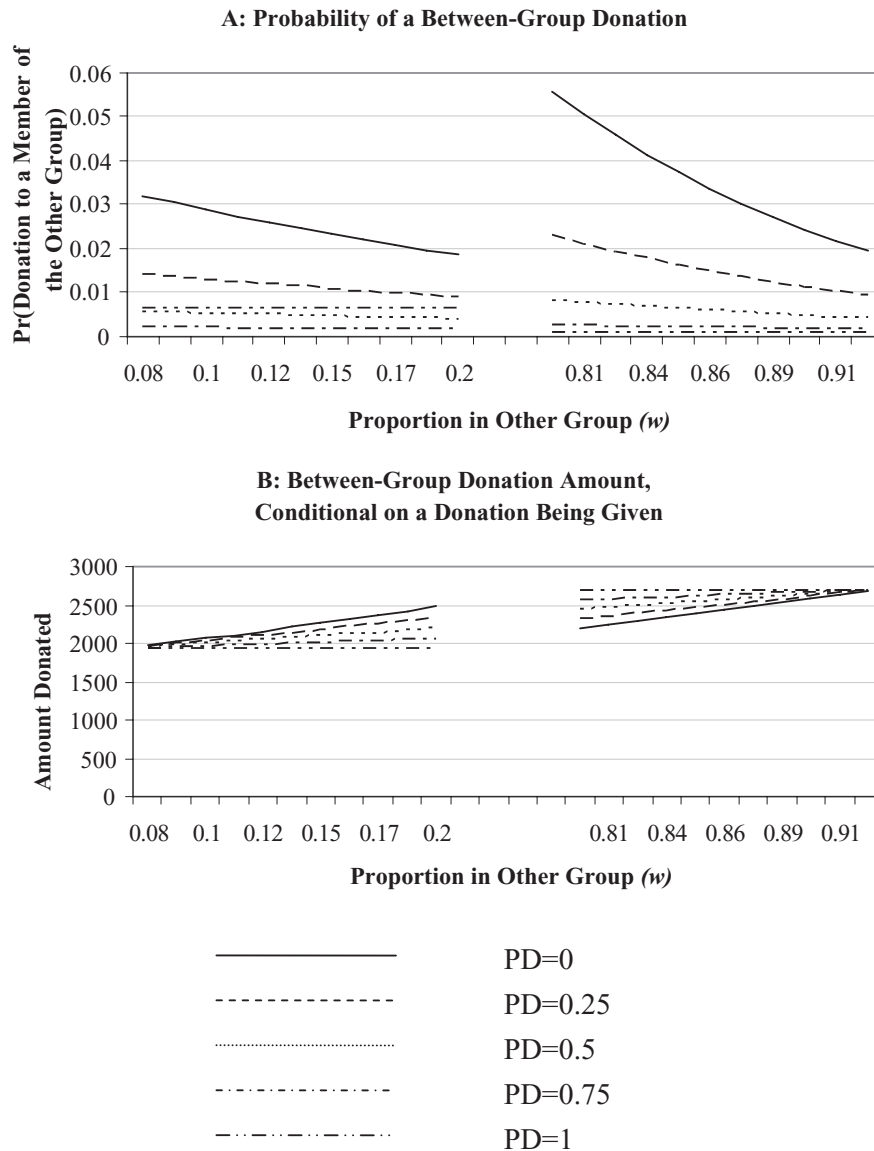 A: Probability of a Between-Group Donation
Pr(Donation to a Member of
the Other Group)
0.06
0.05
0.04
0.03
0.02
0.01
0
0.08 0.1 0.12 0.15 0.17 0.2 0.81 0.84 0.86 0.89 0.91
Proportion in Other Group (w)
B: Between-Group Donation Amount,
Conditional on a Donation Being Given
Amount Donated
3000
2500
2000
1500
1000
500
0
0.08 0.1 0.12 0.15 0.17 0.2 0.81 0.84 0.86 0.89 0.91
Proportion in Other Group (w)
PD=0
PD=0.25
PD=0.5
PD=0.75
PD=1